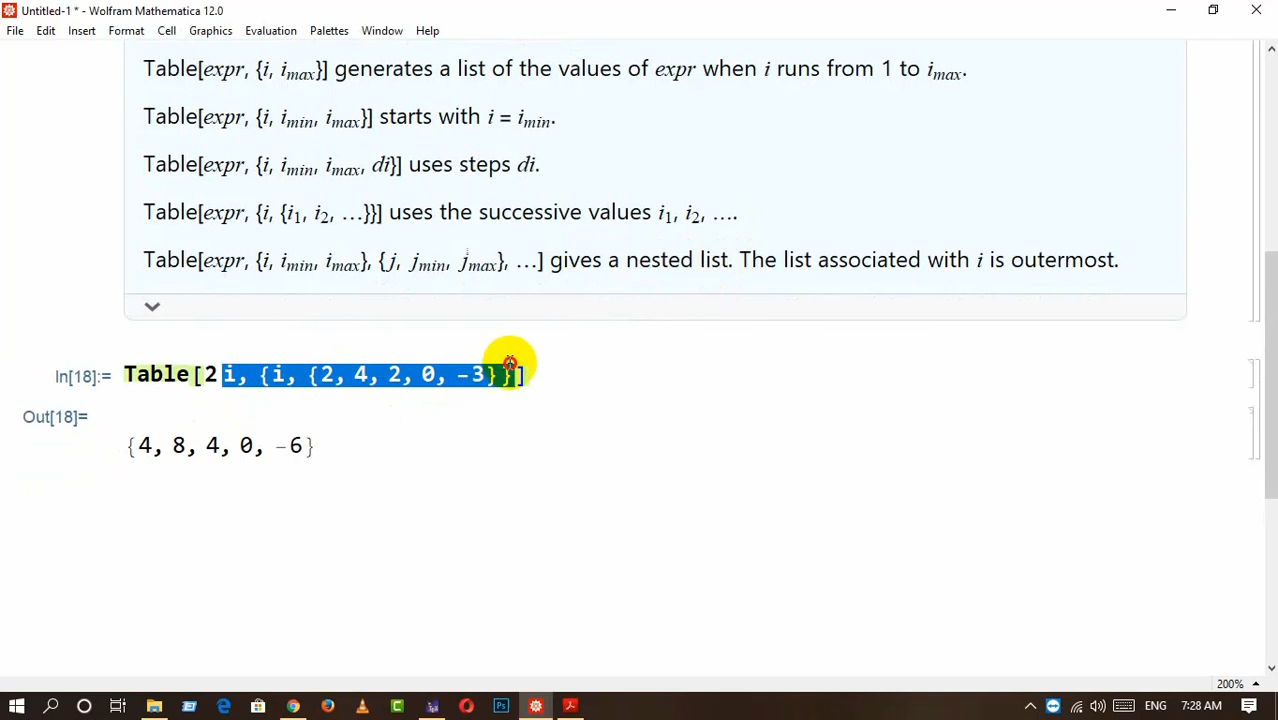 Untitled-1 * - Wolfram Mathematica 12.0
File Edit Insert Format Cell Graphics Evaluation Palettes Window Help
Table[expr, {i, imax}] generates a list of the values of expr when i runs from 1 to imax.
Table[expr, {i, imin, imax}] starts with i = imin.
Table[expr, {i, imin, imax, di}] uses steps di.
Table[expr, {i, {i1, i2, …}}] uses the successive values i1, i2, ….
Table[expr, {i, imin, imax}, {j, jmin, jmax}, …] gives a nested list. The list associated with i is outermost.
In[18]:= Table[2 i, {i, {2, 4, 2, 0, -3}}]
Out[18]=
{4, 8, 4, 0, -6}
200%
ENG 7:28 AM